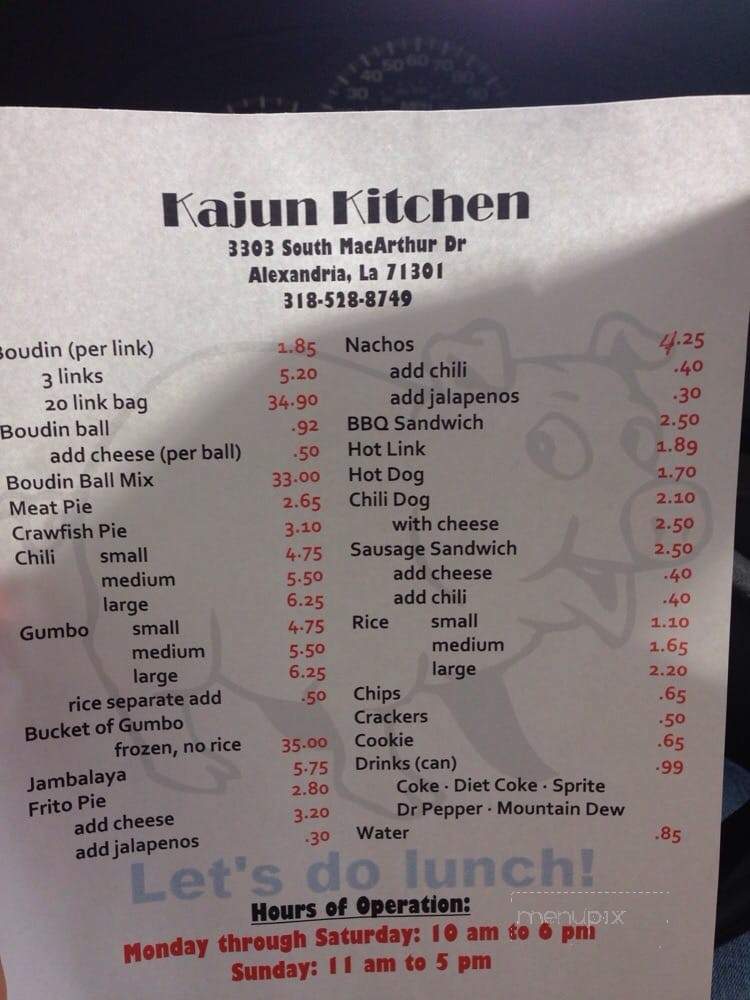 Kajun Kitchen
3303 South MacArthur Dr
Alexandria, La 71301
318-528-8749
Boudin (per link) 1.85
3 links 5.20
20 link bag 34.90
Boudin ball .92
add cheese (per ball) .50
Boudin Ball Mix 33.00
Meat Pie 2.65
Crawfish Pie 3.10
Chili small 4.75
medium 5.50
large 6.25
Gumbo small 4.75
medium 5.50
large 6.25
rice separate add .50
Bucket of Gumbo
frozen, no rice 35.00
Jambalaya 5.75
Frito Pie 2.80
add cheese 3.20
add jalapenos .30
Nachos 4.25
add chili .40
add jalapenos .30
BBQ Sandwich 2.50
Hot Link 1.89
Hot Dog 1.70
Chili Dog 2.10
with cheese 2.50
Sausage Sandwich 2.50
add cheese .40
add chili .40
Rice small 1.10
medium 1.65
large 2.20
Chips .65
Crackers .50
Cookie .65
Drinks (can) .99
Coke · Diet Coke · Sprite
Dr Pepper · Mountain Dew
Water .85
Let's do lunch!
Hours of Operation:
Monday through Saturday: 10 am to 6 pm
Sunday: 11 am to 5 pm
menupix